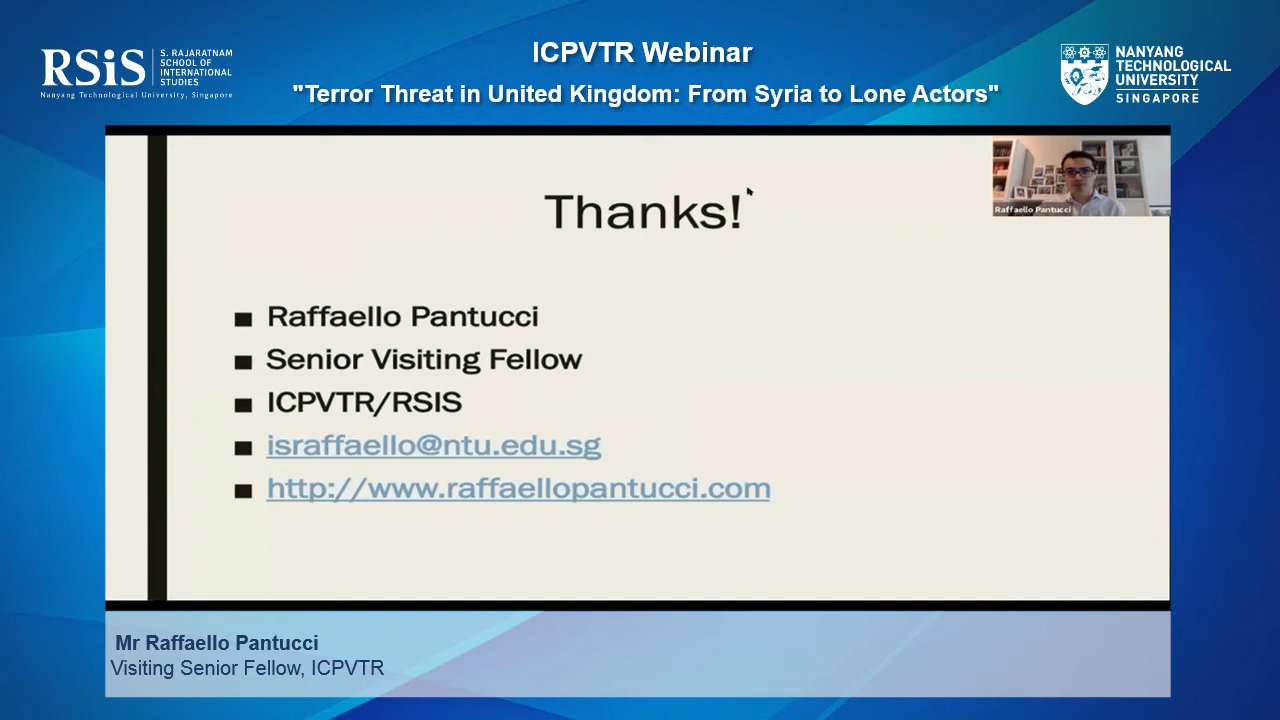 RSiS
S. RAJARATNAM
SCHOOL OF
INTERNATIONAL
STUDIES
Nanyang Technological University, Singapore
ICPVTR Webinar
"Terror Threat in United Kingdom: From Syria to Lone Actors"
NANYANG
TECHNOLOGICAL
UNIVERSITY
SINGAPORE
Thanks!
Raffaello Pantucci
Raffaello Pantucci
Senior Visiting Fellow
ICPVTR/RSIS
israffaello@ntu.edu.sg
http://www.raffaellopantucci.com
Mr Raffaello Pantucci
Visiting Senior Fellow, ICPVTR